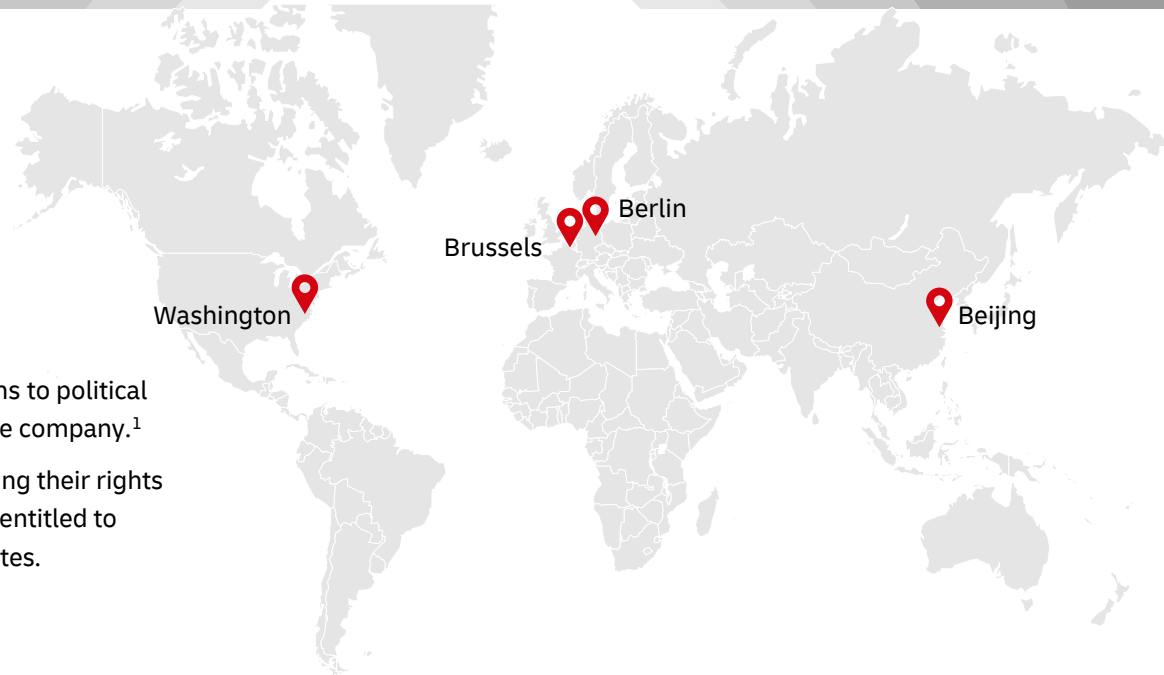 Berlin
Brussels
Washington
Beijing
ns to political
e company.¹
ng their rights
entitled to
tes.